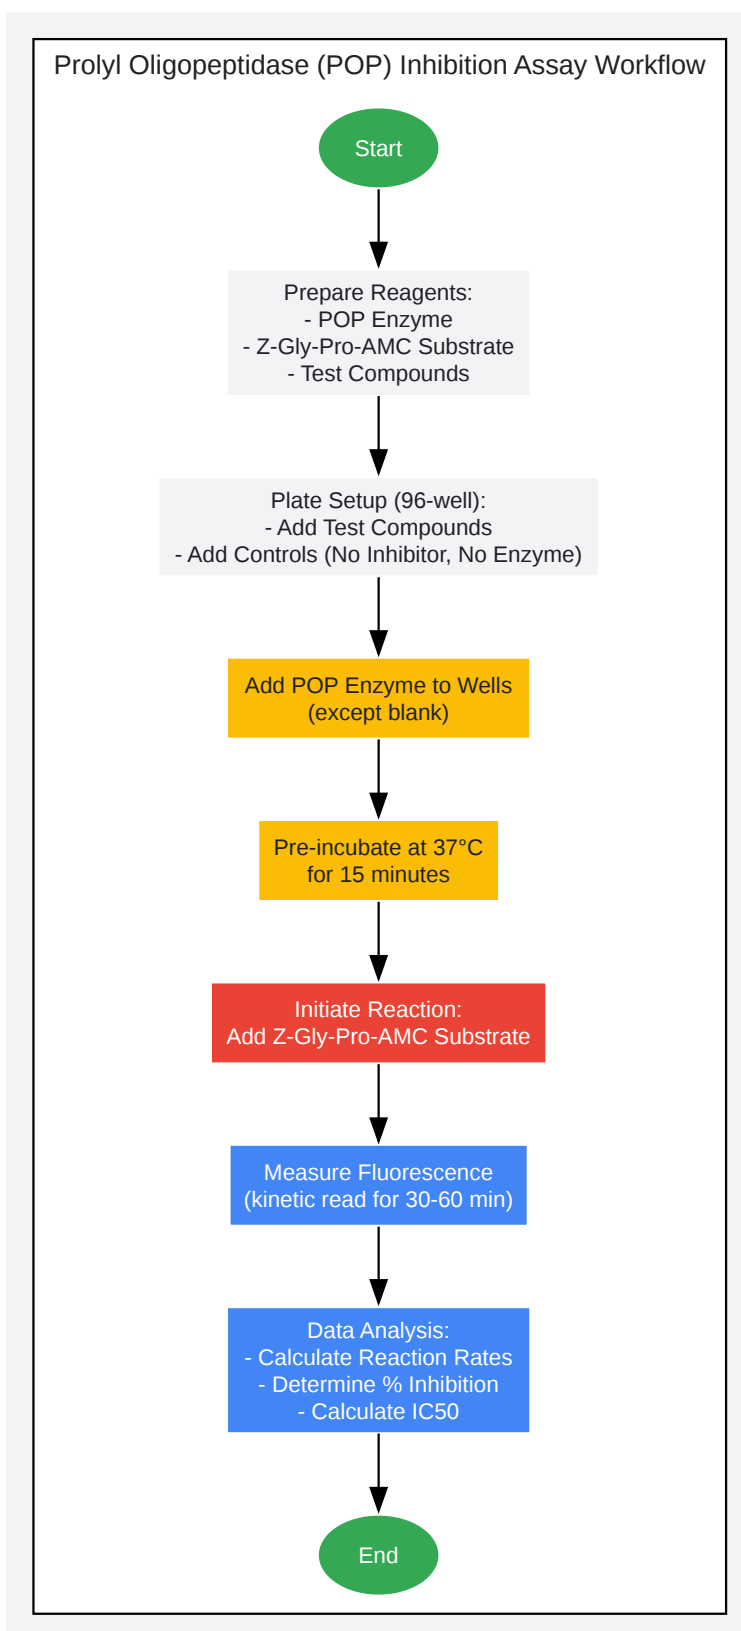 Prolyl Oligopeptidase (POP) Inhibition Assay Workflow
Start
Prepare Reagents:
- POP Enzyme
- Z-Gly-Pro-AMC Substrate
- Test Compounds
Plate Setup (96-well):
- Add Test Compounds
- Add Controls (No Inhibitor, No Enzyme)
Add POP Enzyme to Wells
(except blank)
Pre-incubate at 37°C
for 15 minutes
Initiate Reaction:
Add Z-Gly-Pro-AMC Substrate
Measure Fluorescence
(kinetic read for 30-60 min)
Data Analysis:
- Calculate Reaction Rates
- Determine % Inhibition
- Calculate IC50
End